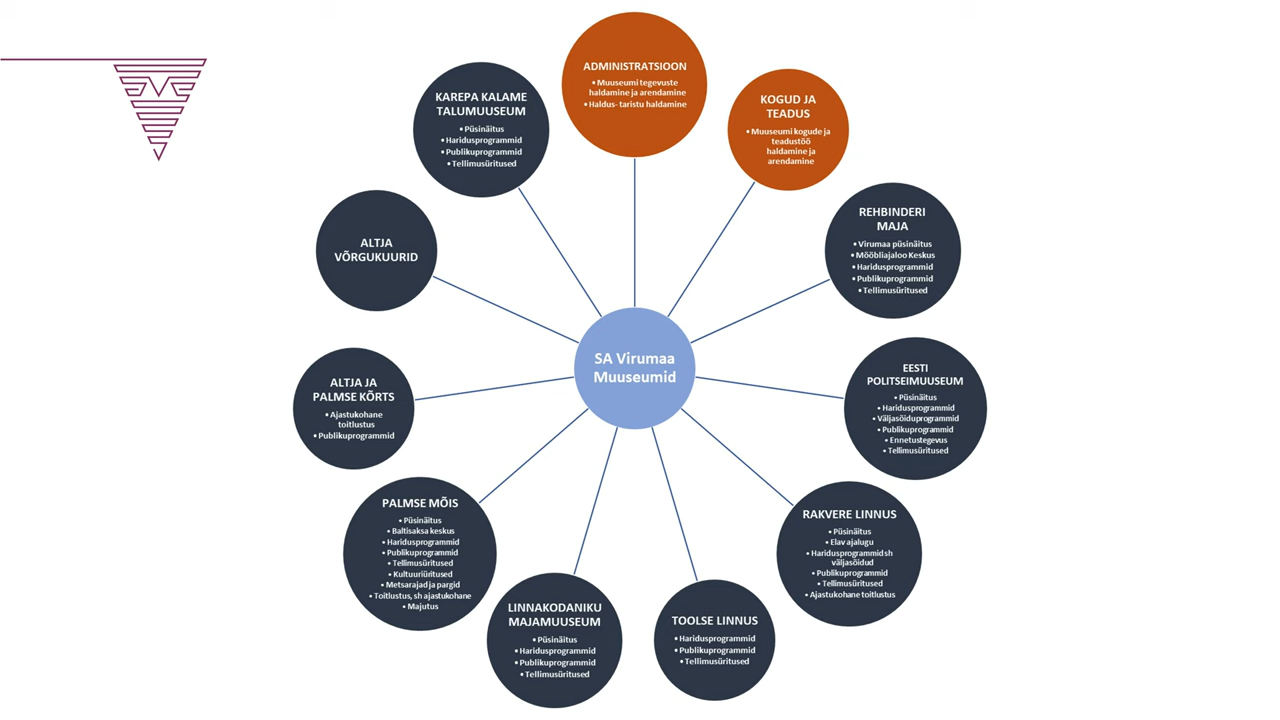 ADMINISTRATSIOON
• Muuseumi tegevuste
haldamine ja arendamine
• Haldus- taristu haldamine
KOGUD JA
TEADUS
• Muuseumi kogude ja
teadustöö
haldamine ja
arendamine
REHBINDERI
MAJA
• Virumaa püsinäitus
• Mööbliajaloo Keskus
• Haridusprogrammid
• Publikuprogrammid
• Tellimusüritused
EESTI
POLITSEIMUUSEUM
• Püsinäitus
• Haridusprogrammid
• Väljasõiduprogrammid
• Publikuprogrammid
• Ennetustegevus
• Tellimusüritused
RAKVERE LINNUS
• Püsinäitus
• Elav ajalugu
• Haridusprogrammid sh
väljasõidud
• Publikuprogrammid
• Tellimusüritused
• Ajastukohane toitlustus
TOOLSE LINNUS
• Haridusprogrammid
• Publikuprogrammid
• Tellimusüritused
LINNAKODANIKU
MAJAMUUSEUM
• Püsinäitus
• Haridusprogrammid
• Publikuprogrammid
• Tellimusüritused
PALMSE MÕIS
• Püsinäitus
• Baltisaksa keskus
• Haridusprogrammid
• Publikuprogrammid
• Tellimusüritused
• Kultuuriüritused
• Metsarajad ja pargid
• Toitlustus, sh ajastukohane
• Majutus
ALTJA JA
PALMSE KÕRTS
• Ajastukohane
toitlustus
• Publikuprogrammid
ALTJA
VÕRGUKUURID
KAREPA KALAME
TALUMUUSEUM
• Püsinäitus
• Haridusprogrammid
• Publikuprogrammid
• Tellimusüritused
SA Virumaa
Muuseumid